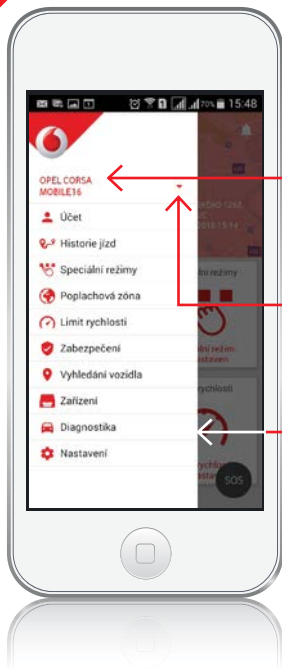 70% 15:48
OPEL CORSA
MOBILE16
Účet
Historie jízd
Speciální režimy
Poplachová zóna
Limit rychlosti
Zabezpečení
Vyhledání vozidla
Zařízení
Diagnostika
Nastavení
SOS